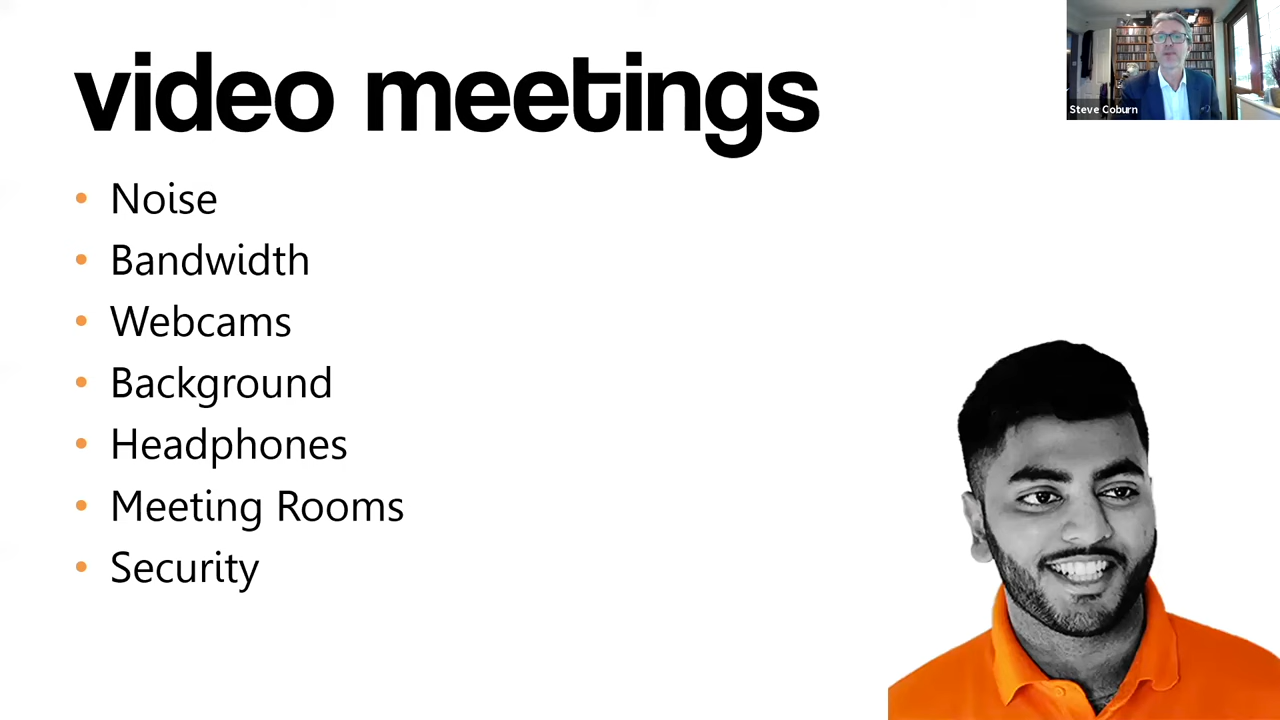 video meetings
Steve Coburn
• Noise
• Bandwidth
• Webcams
• Background
• Headphones
• Meeting Rooms
• Security